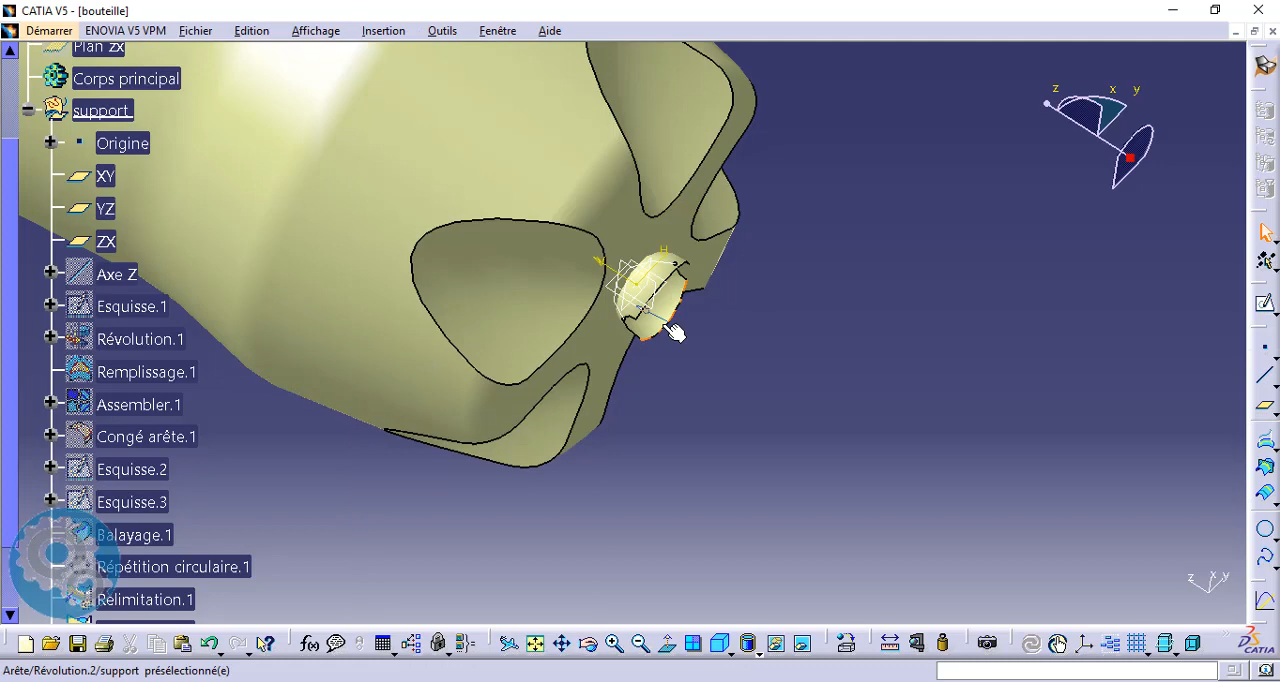 CATIA V5 - [bouteille]
Démarrer ENOVIA V5 VPM Fichier Edition Affichage Insertion Outils Fenêtre Aide
Plan zx
Corps principal
support
Origine
XY
YZ
ZX
Axe Z
Esquisse.1
Révolution.1
Remplissage.1
Assembler.1
Congé arête.1
Esquisse.2
Esquisse.3
Balayage.1
Répétition circulaire.1
Relimitation.1
z x y
H
V
z x y
f(x)
CATIA
Arête/Révolution.2/support présélectionné(e)